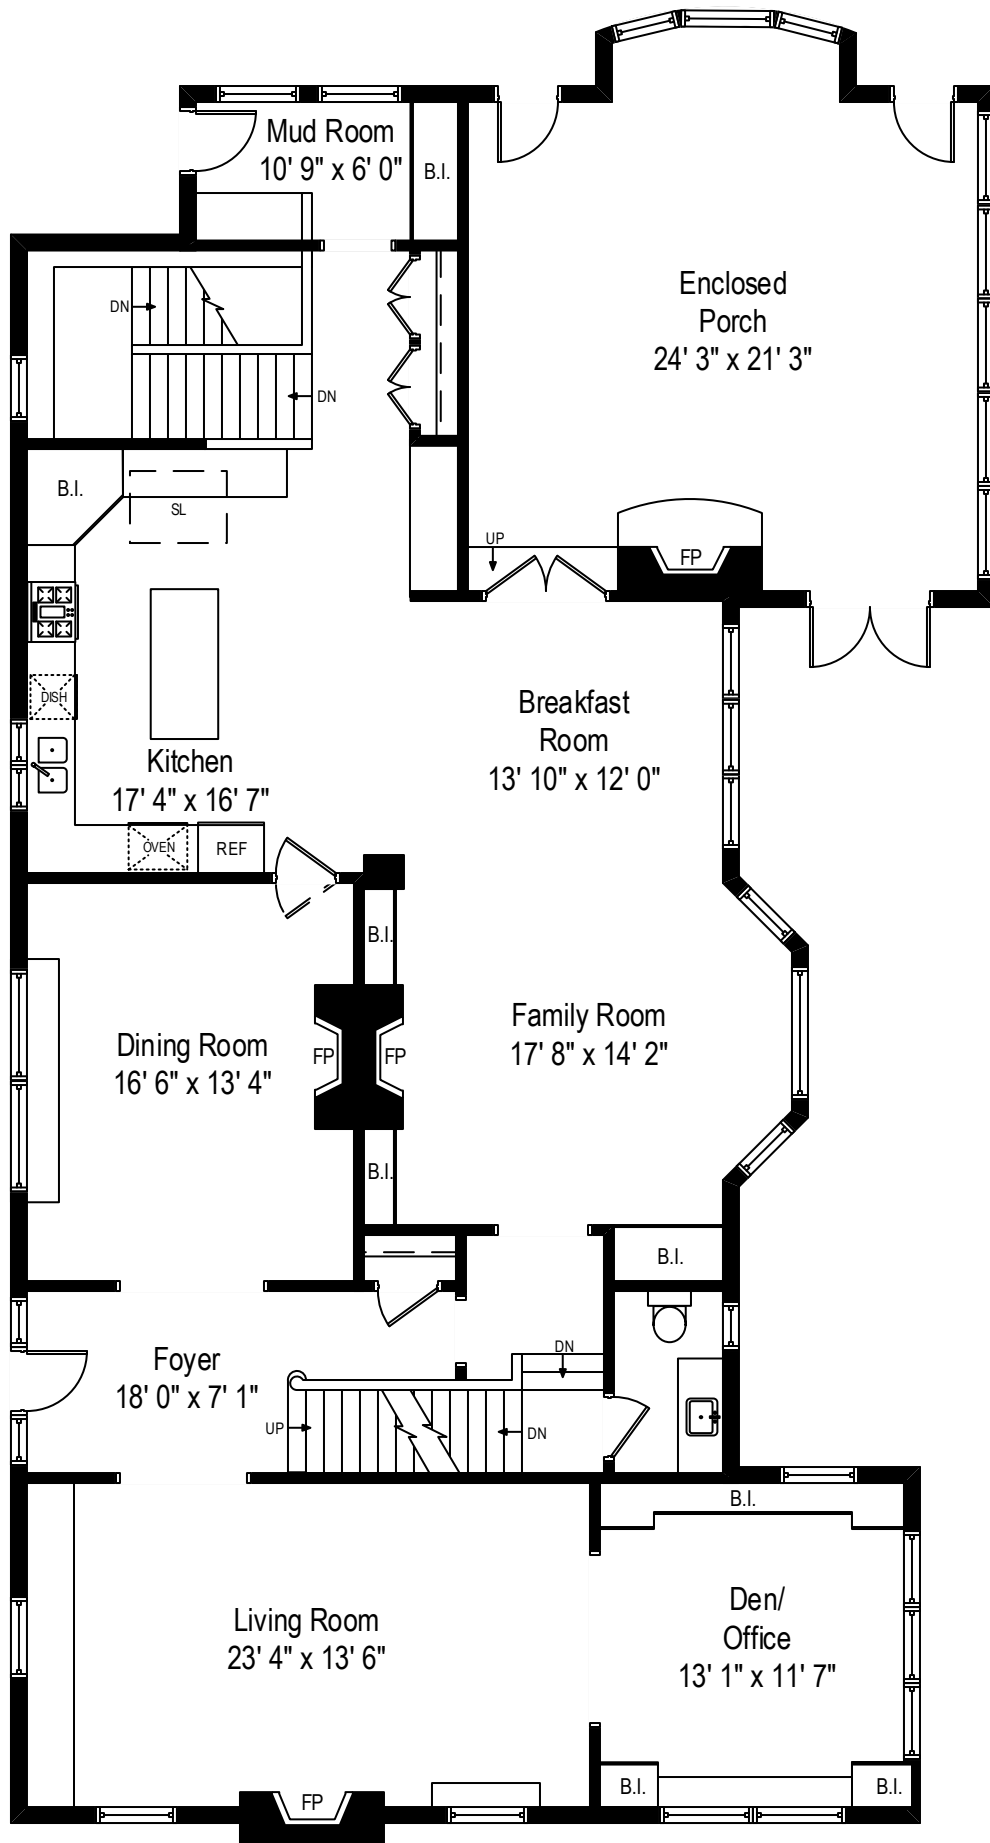 Mud Room
10' 9" x 6' 0"
B.I.
Enclosed
Porch
24' 3" x 21' 3"
DN
DN
B.I.
SL
UP
FP
DISH
Breakfast
Room
13' 10" x 12' 0"
Kitchen
17' 4" x 16' 7"
OVEN
REF
B.I.
Dining Room
16' 6" x 13' 4"
FP
FP
Family Room
17' 8" x 14' 2"
B.I.
B.I.
Foyer
18' 0" x 7' 1"
DN
UP
DN
B.I.
Living Room
23' 4" x 13' 6"
Den/
Office
13' 1" x 11' 7"
FP
B.I.
B.I.